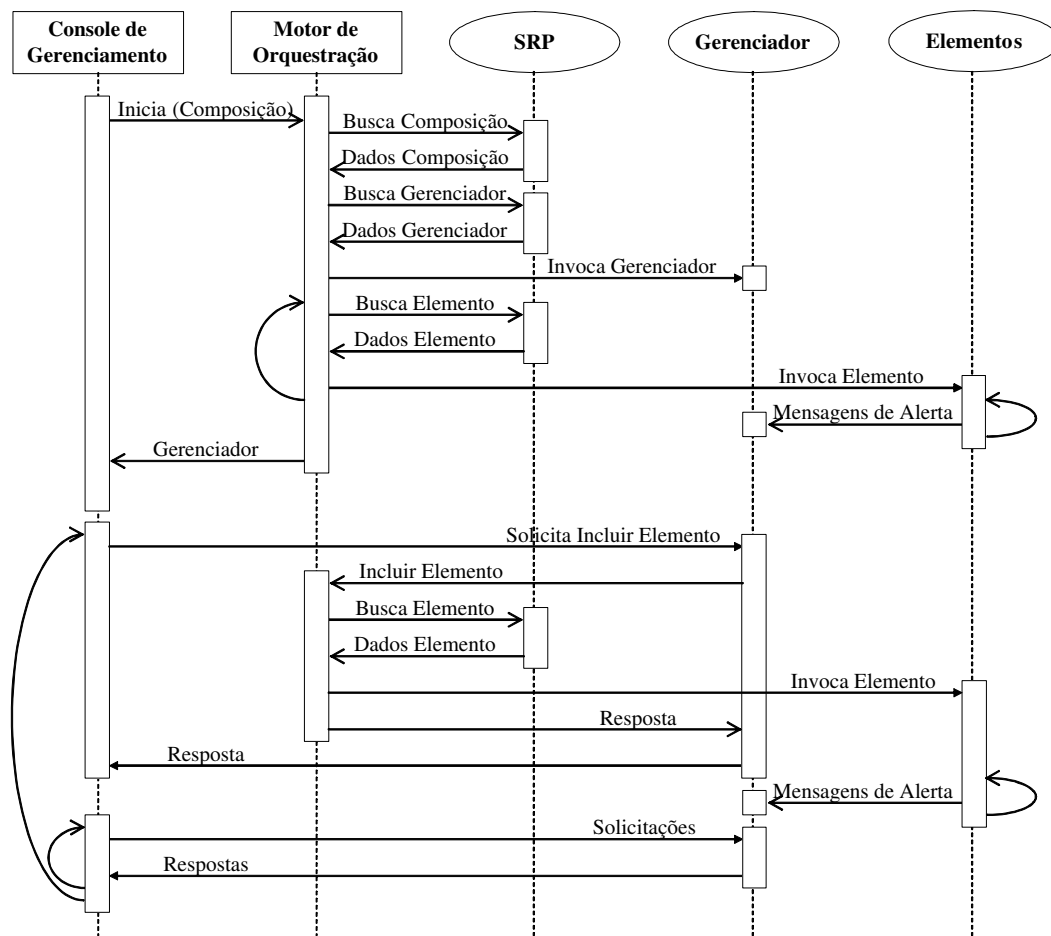 Console de
Gerenciamento
Motor de
Orquestração
SRP
Gerenciador
Elementos
Inicia (Composição)
Busca Composição
Dados Composição
Busca Gerenciador
Dados Gerenciador
Invoca Gerenciador
Busca Elemento
Dados Elemento
Invoca Elemento
Mensagens de Alerta
Gerenciador
Solicita Incluir Elemento
Incluir Elemento
Busca Elemento
Dados Elemento
Invoca Elemento
Resposta
Resposta
Mensagens de Alerta
Solicitações
Respostas